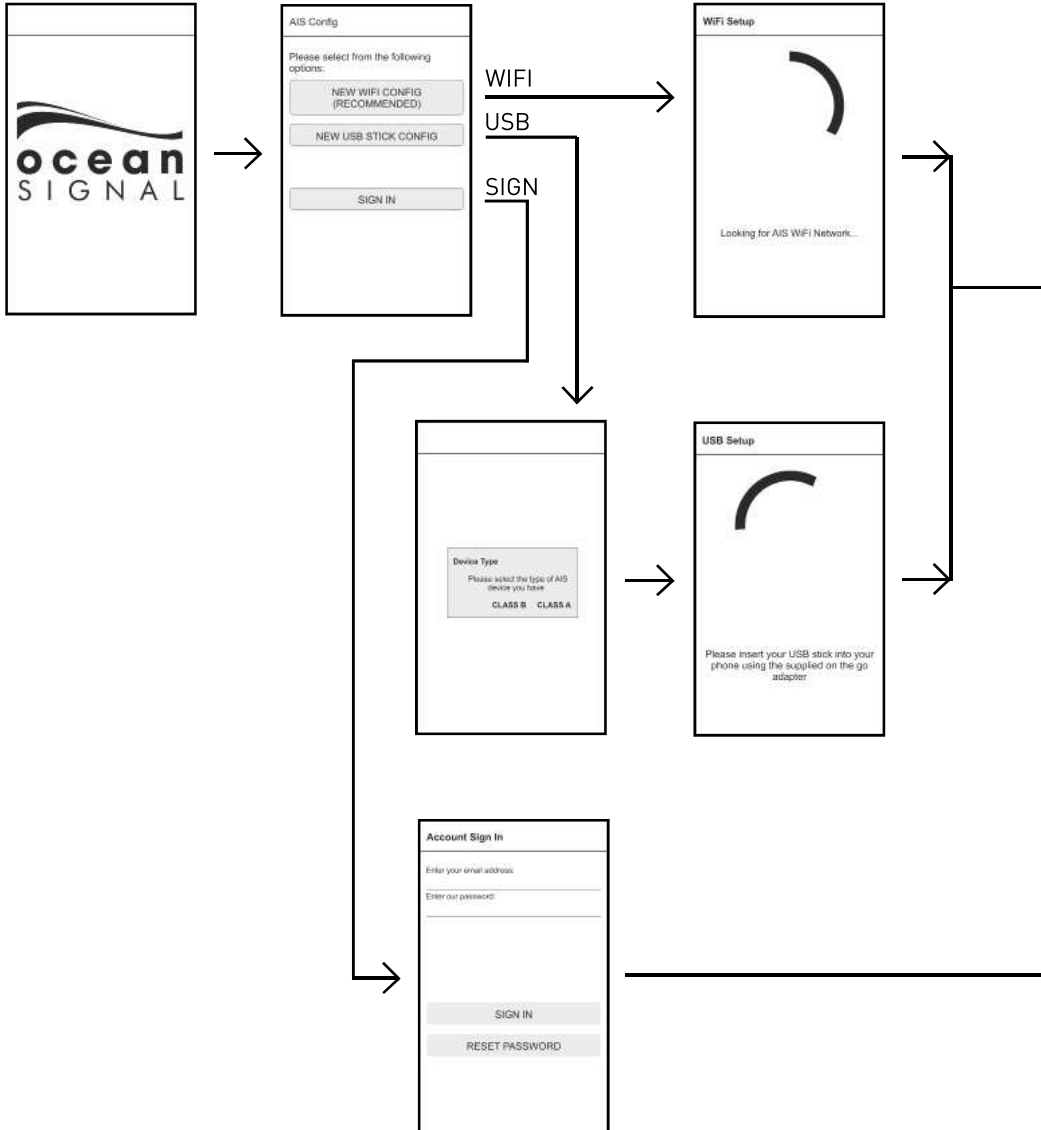 ocean
SIGNAL
AIS Config
Please select from the following
options:
NEW WIFI CONFIG
(RECOMMENDED)
NEW USB STICK CONFIG
SIGN IN
WIFI
USB
SIGN
WiFi Setup
Looking for AIS WiFi Network...
Device Type
Please select the type of AIS
device you have
CLASS B CLASS A
USB Setup
Please insert your USB stick into your
phone using the supplied on the go
adapter
Account Sign In
Enter your email address:
Enter our password:
SIGN IN
RESET PASSWORD